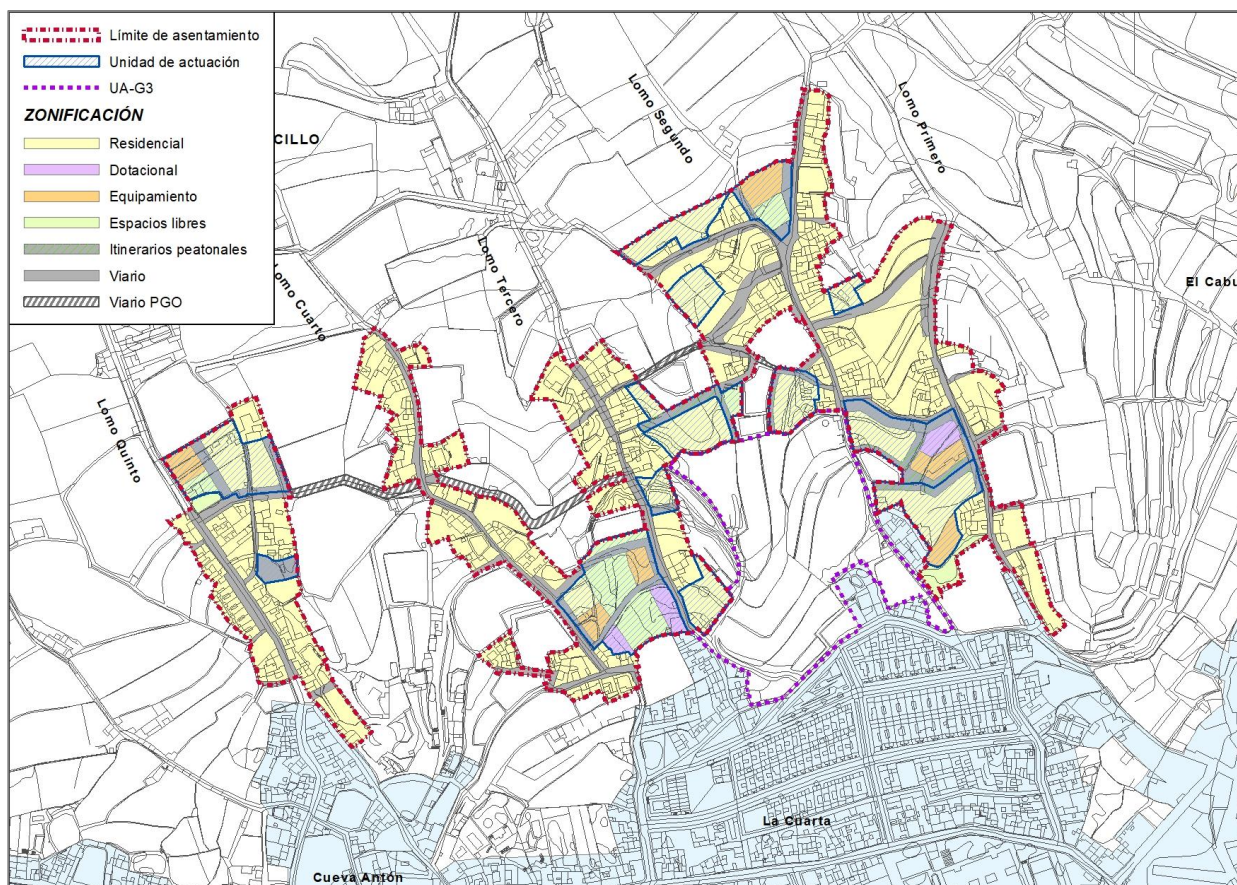 Límite de asentamiento
Unidad de actuación
UA-G3
ZONIFICACIÓN
Residencial
Dotacional
Equipamiento
Espacios libres
Itinerarios peatonales
Viario
Viario PGO
CILLO
Lomo Segundo
Lomo Primero
Lomo Tercero
Lomo Cuarto
El Cabu
Lomo Quinto
La Cuarta
Cueva Antón